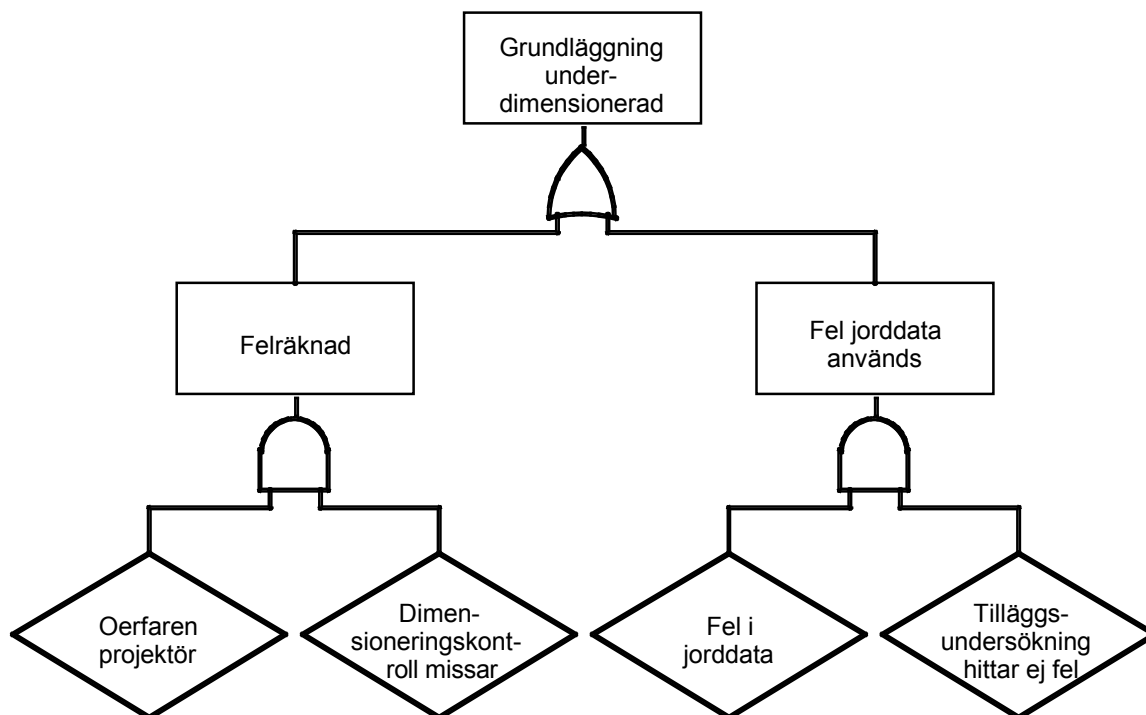 Grundläggning
under-
dimensionerad
Felräknad
Fel jorddata
används
Oerfaren
projektör
Dimen-
sioneringskont-
roll missar
Fel i
jorddata
Tilläggs-
undersökning
hittar ej fel